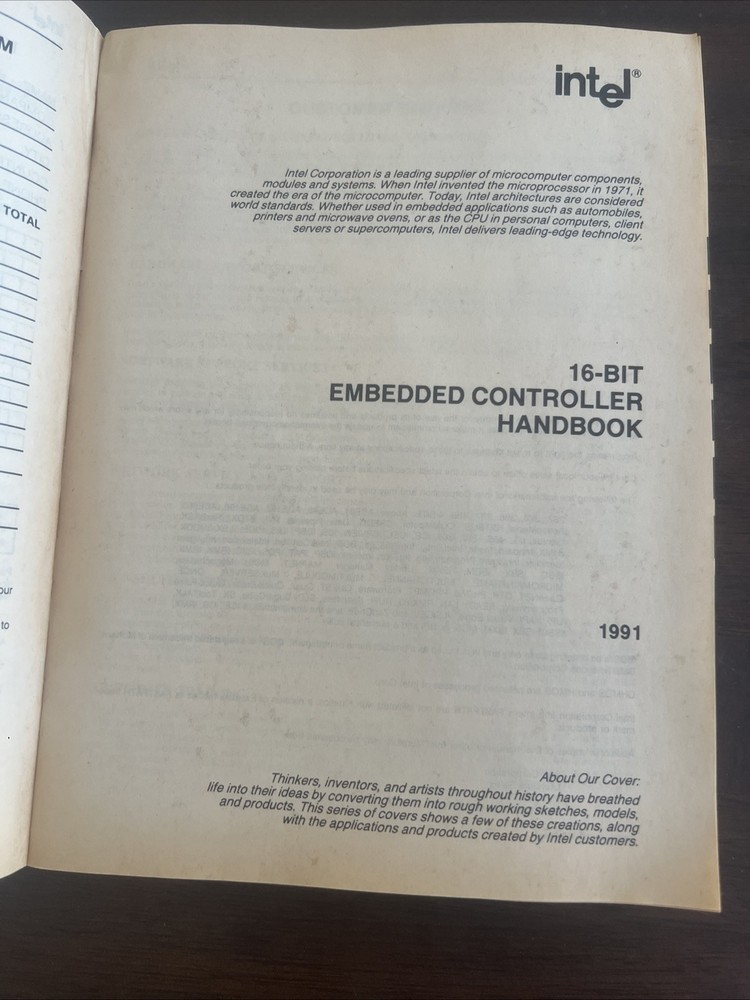 M
TOTAL
our
to
intel®
Intel Corporation is a leading supplier of microcomputer components,
modules and systems. When Intel invented the microprocessor in 1971, it
created the era of the microcomputer. Today, Intel architectures are considered
world standards. Whether used in embedded applications such as automobiles,
printers and microwave ovens, or as the CPU in personal computers, client
servers or supercomputers, Intel delivers leading-edge technology.
16-BIT
EMBEDDED CONTROLLER
HANDBOOK
1991
About Our Cover:
Thinkers, inventors, and artists throughout history have breathed
life into their ideas by converting them into rough working sketches, models,
and products. This series of covers shows a few of these creations, along
with the applications and products created by Intel customers.